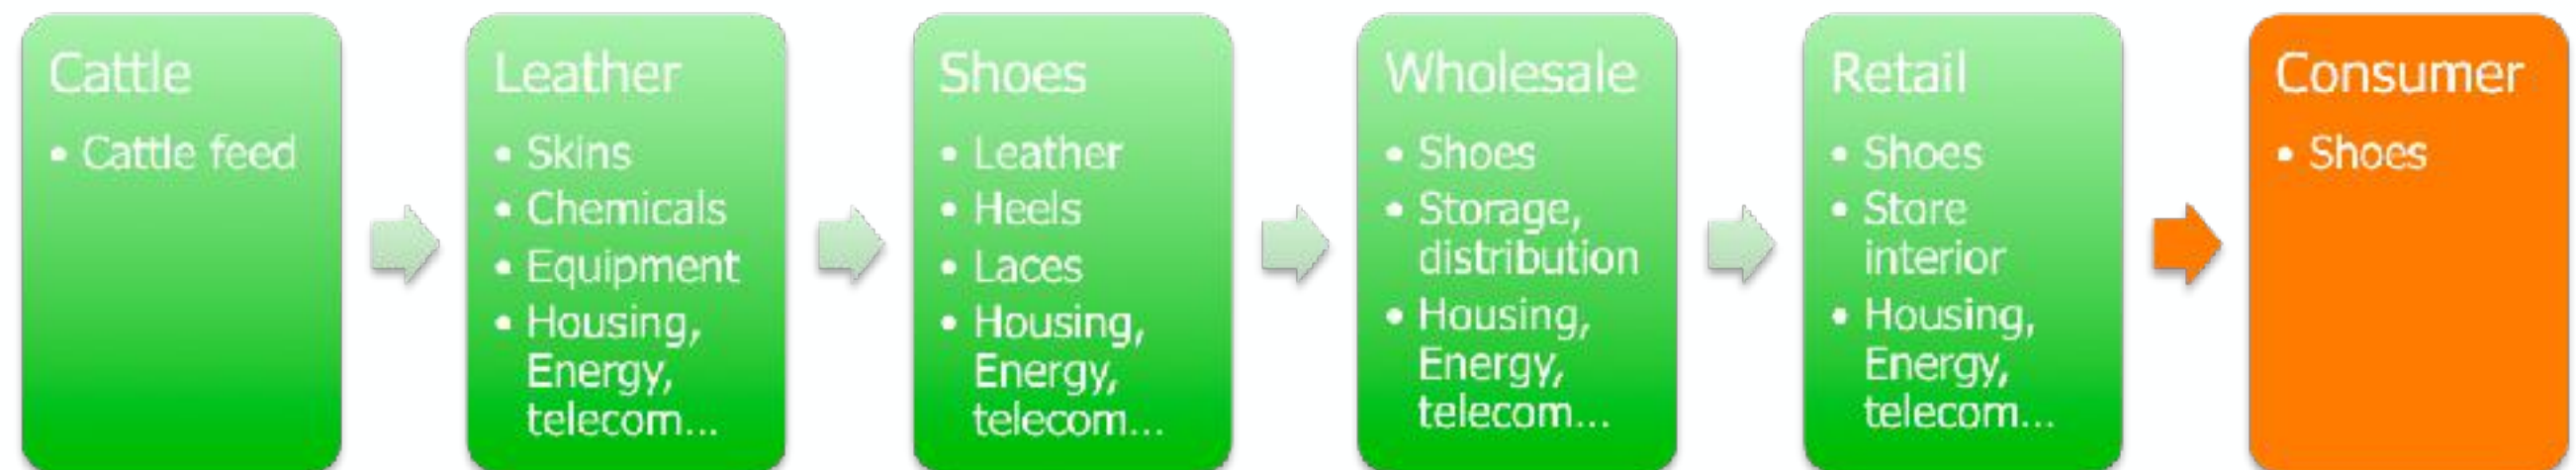 Cattle
• Cattle feed
Leather
• Skins
• Chemicals
• Equipment
• Housing,
Energy,
telecom...
Shoes
• Leather
• Heels
• Laces
• Housing,
Energy,
telecom...
Wholesale
• Shoes
• Storage,
distribution
• Housing,
Energy,
telecom...
Retail
• Shoes
• Store
interior
• Housing,
Energy,
telecom...
Consumer
• Shoes